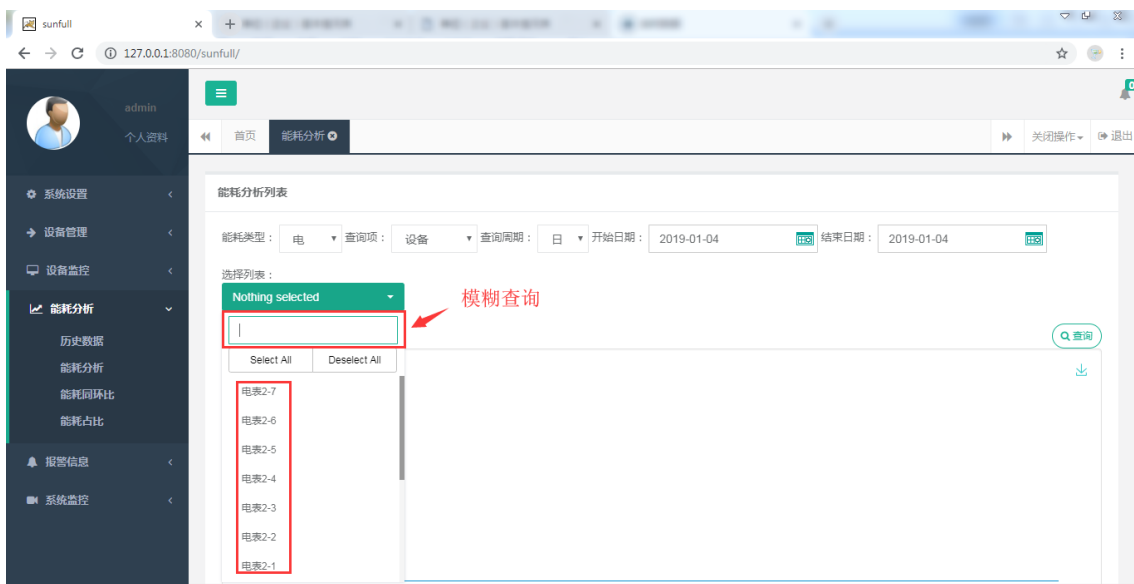 sunfull
127.0.0.1:8080/sunfull/
admin
个人资料
首页 能耗分析 关闭操作 退出
系统设置
设备管理
设备监控
能耗分析
历史数据
能耗分析
能耗同环比
能耗占比
报警信息
系统监控
能耗分析列表
能耗类型： 电 查询项： 设备 查询周期： 日 开始日期： 2019-01-04 结束日期： 2019-01-04
选择列表：
Nothing selected
模糊查询
查询
Select All Deselect All
电表2-7
电表2-6
电表2-5
电表2-4
电表2-3
电表2-2
电表2-1